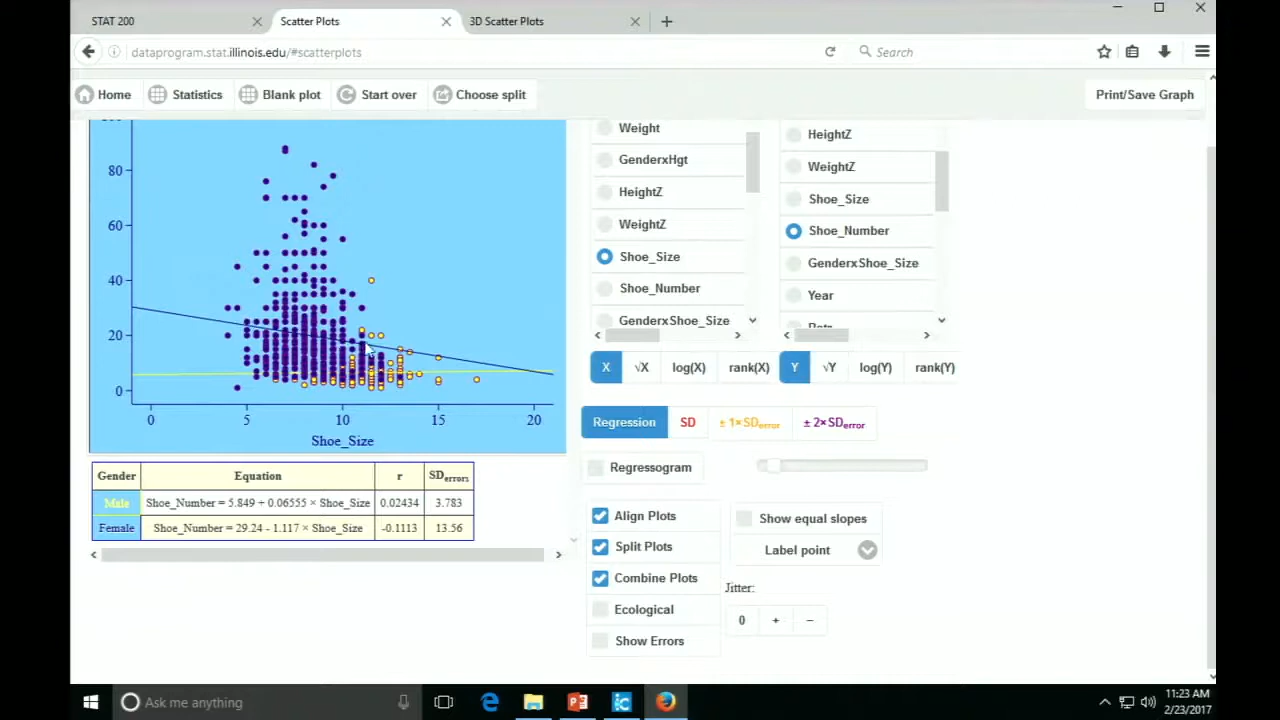 STAT 200
Scatter Plots
3D Scatter Plots
dataprogram.stat.illinois.edu/#scatterplots
Search
Home
Statistics
Blank plot
Start over
Choose split
Print/Save Graph
80
60
40
20
0
0
5
10
15
20
Shoe_Size
Weight
GenderxHgt
HeightZ
WeightZ
Shoe_Size
Shoe_Number
GenderxShoe_Size
HeightZ
WeightZ
Shoe_Size
Shoe_Number
GenderxShoe_Size
Year
X
√X
log(X)
rank(X)
Y
√Y
log(Y)
rank(Y)
Regression
SD
± 1×SDerror
± 2×SDerror
Regressogram
Gender Equation r SDerrors
Male Shoe_Number = 5.849 + 0.06555 × Shoe_Size 0.02434 3.783
Female Shoe_Number = 29.24 - 1.117 × Shoe_Size -0.1113 13.56
Align Plots
Split Plots
Combine Plots
Ecological
Show Errors
Show equal slopes
Label point
Jitter:
0 + −
Ask me anything
11:23 AM
2/23/2017